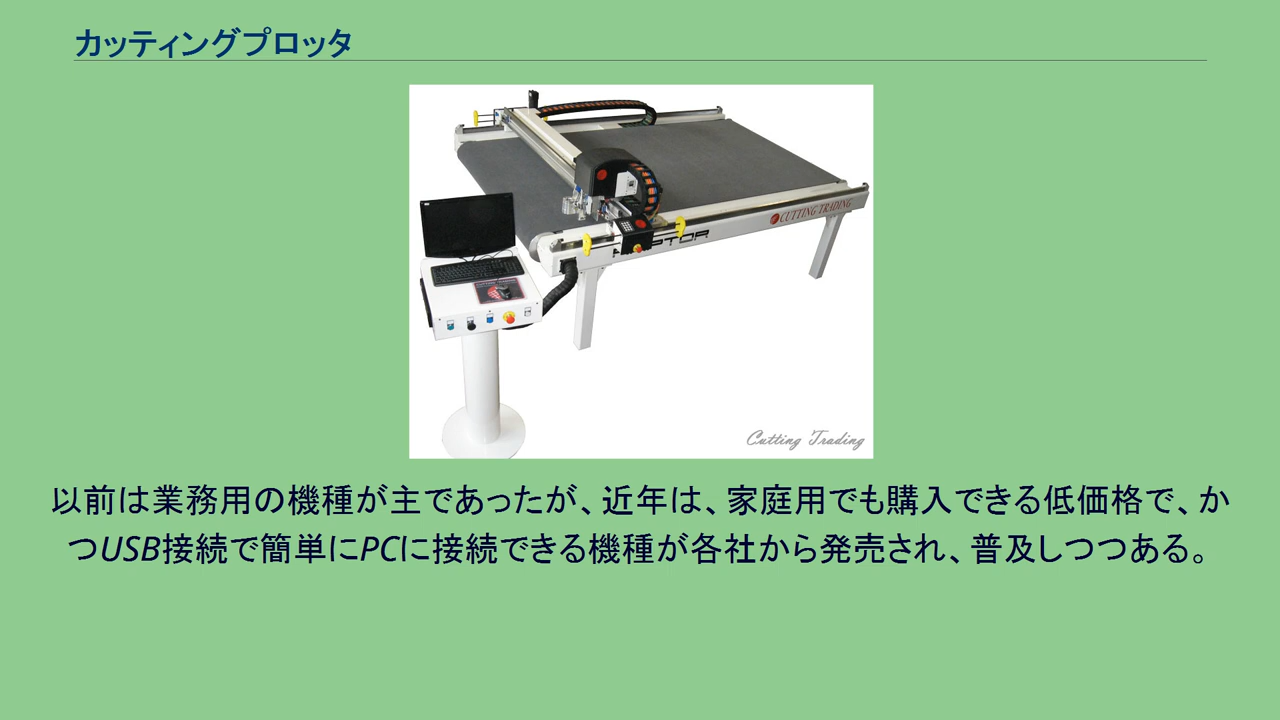 カッティングプロッタ
CUTTING TRADING
Cutting Trading
以前は業務用の機種が主であったが、近年は、家庭用でも購入できる低価格で、か
つUSB接続で簡単にPCに接続できる機種が各社から発売され、普及しつつある。